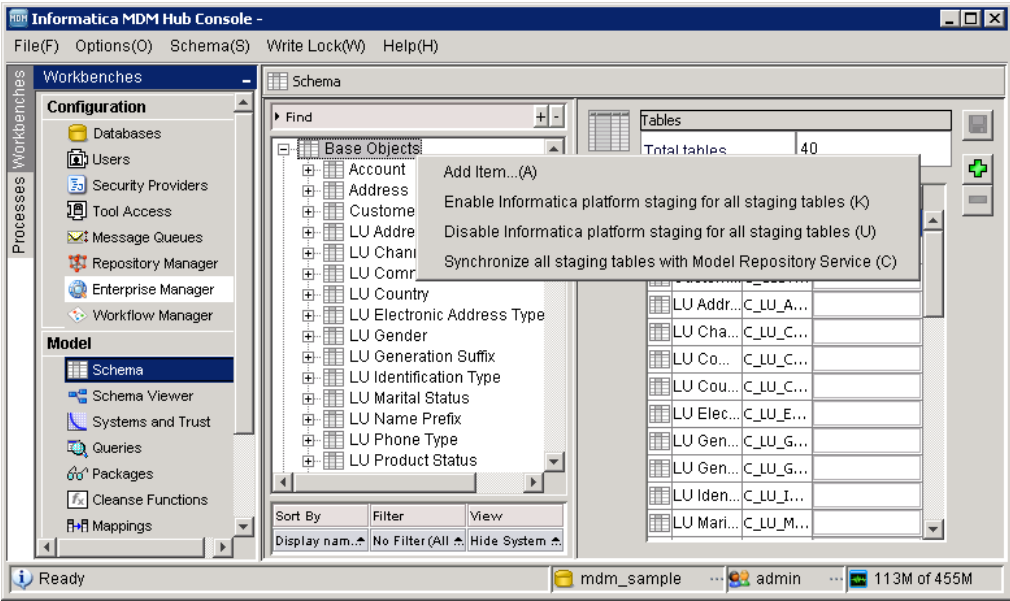 MDM Informatica MDM Hub Console -
File(F) Options(O) Schema(S) Write Lock(W) Help(H)
Processes Workbenches
Workbenches
Configuration
Databases
Users
Security Providers
Tool Access
Message Queues
Repository Manager
Enterprise Manager
Workflow Manager
Model
Schema
Schema Viewer
Systems and Trust
Queries
Packages
Cleanse Functions
Mappings
Schema
Find
+ -
Base Objects
Account
Address
Custome
LU Addre
LU Chann
LU Comm
LU Country
LU Electronic Address Type
LU Gender
LU Generation Suffix
LU Identification Type
LU Marital Status
LU Name Prefix
LU Phone Type
LU Product Status
Sort By Filter View
Display nam... No Filter (All Hide System
Add Item...(A)
Enable Informatica platform staging for all staging tables (K)
Disable Informatica platform staging for all staging tables (U)
Synchronize all staging tables with Model Repository Service (C)
Tables
Total tables 40
LU Addr... C_LU_A...
LU Cha... C_LU_C...
LU Co... C_LU_C...
LU Cou... C_LU_C...
LU Elec... C_LU_E...
LU Gen... C_LU_G...
LU Gen... C_LU_G...
LU Iden... C_LU_I...
LU Mari... C_LU_M...
Ready
mdm_sample ... admin ... 113M of 455M